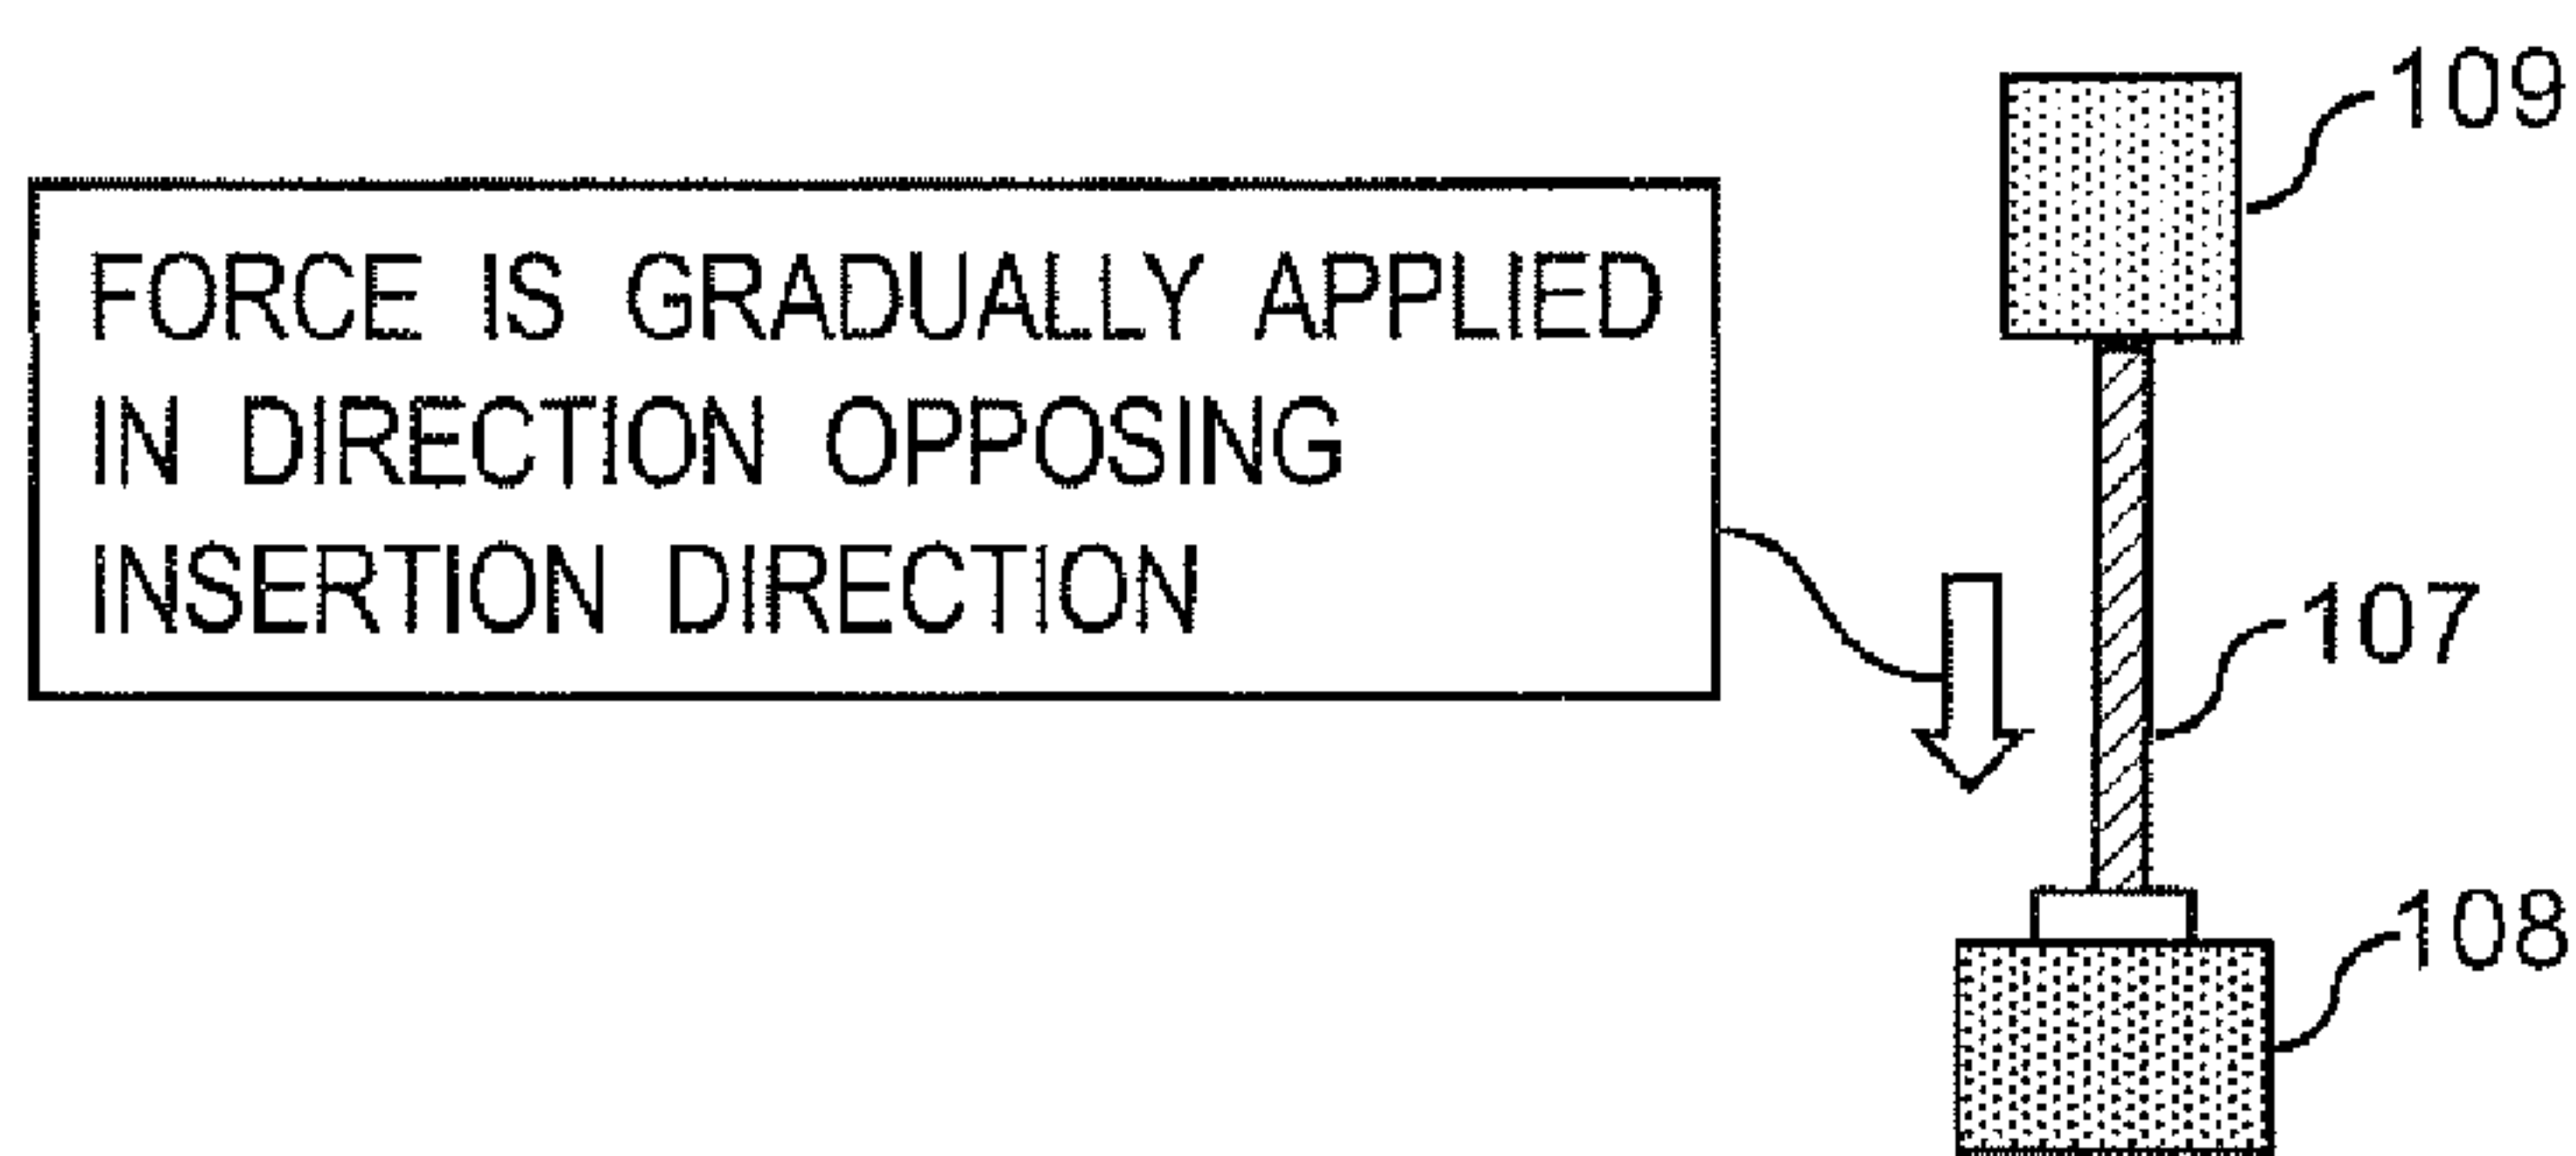 109
FORCE IS GRADUALLY APPLIED
IN DIRECTION OPPOSING
INSERTION DIRECTION
107
108